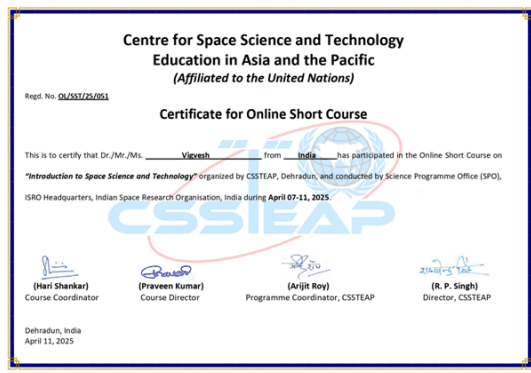 Centre for Space Science and Technology
Education in Asia and the Pacific
(Affiliated to the United Nations)
Regd. No. OL/SST/25/051
Certificate for Online Short Course
This is to certify that Dr./Mr./Ms. Vigvesh from India has participated in the Online Short Course on
“Introduction to Space Science and Technology” organized by CSSTEAP, Dehradun, and conducted by Science Programme Office (SPO),
ISRO Headquarters, Indian Space Research Organisation, India during April 07-11, 2025.
CSSTEAP
(Hari Shankar) (Praveen Kumar) (Arijit Roy) (R. P. Singh)
Course Coordinator Course Director Programme Coordinator, CSSTEAP Director, CSSTEAP
Dehradun, India
April 11, 2025